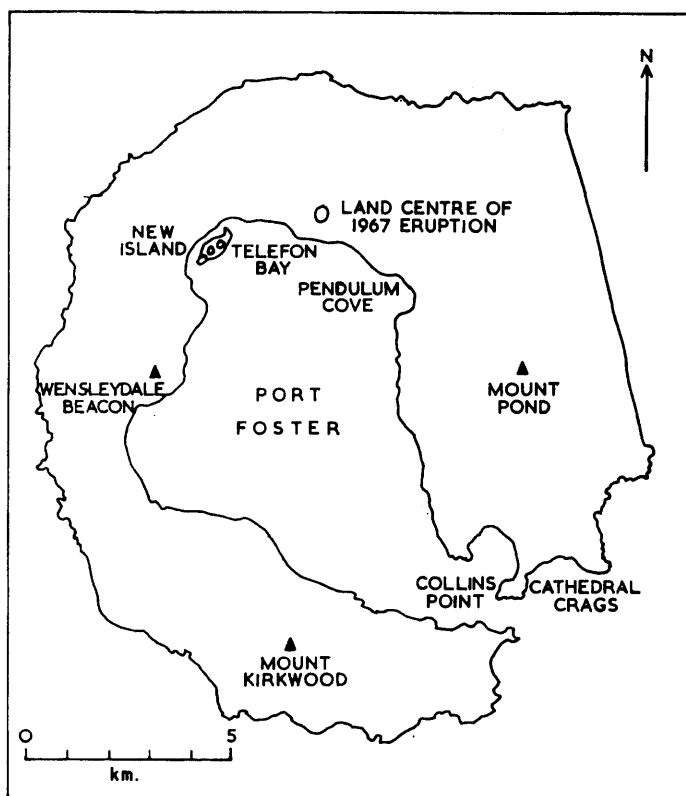 N
LAND CENTRE OF
1967 ERUPTION
NEW
ISLAND
TELEFON
BAY
PENDULUM
COVE
WENSLEYDALE
BEACON
PORT
FOSTER
MOUNT
POND
COLLINS
POINT
CATHEDRAL
CRAGS
MOUNT
KIRKWOOD
0 5
km.